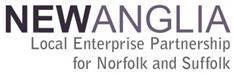 NEWANGLIA
Local Enterprise Partnership
for Norfolk and Suffolk